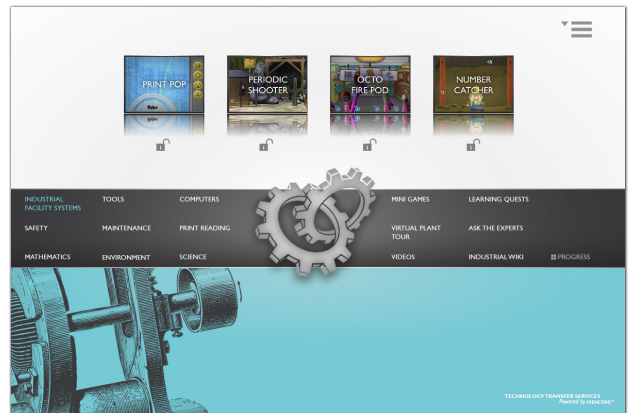 PRINT POP
PERIODIC
SHOOTER
OCTO
FIRE POD
NUMBER
CATCHER
INDUSTRIAL
FACILITY SYSTEMS
TOOLS
COMPUTERS
MINI GAMES
LEARNING QUESTS
SAFETY
MAINTENANCE
PRINT READING
VIRTUAL PLANT
TOUR
ASK THE EXPERTS
MATHEMATICS
ENVIRONMENT
SCIENCE
VIDEOS
INDUSTRIAL WIKI
PROGRESS
TECHNOLOGY TRANSFER SERVICES
Powered by